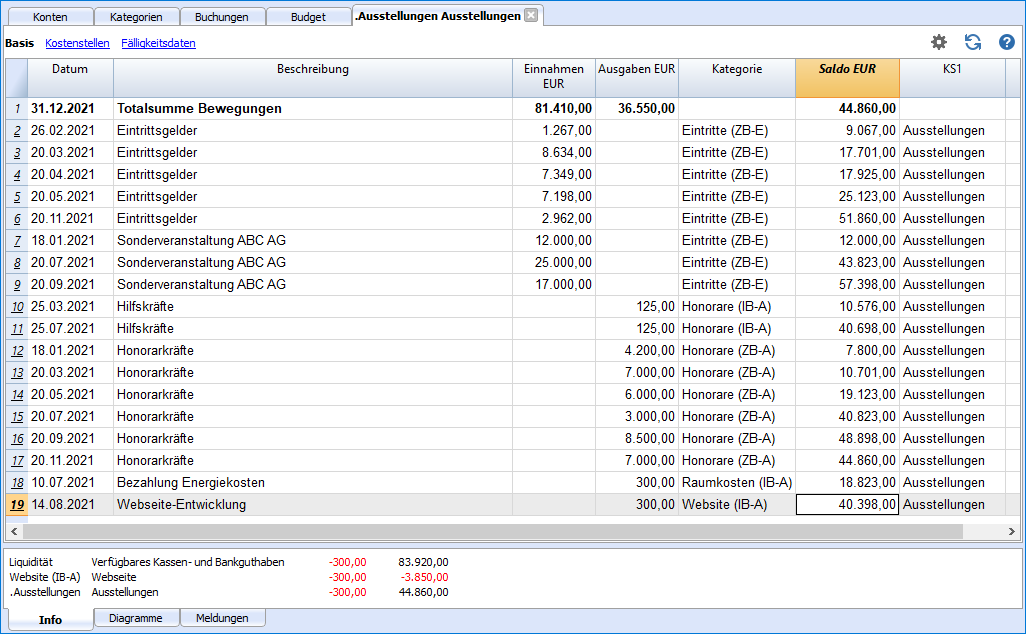 Konten Kategorien Buchungen Budget .Ausstellungen Ausstellungen
Basis Kostenstellen Fälligkeitsdaten
Datum Beschreibung Einnahmen EUR Ausgaben EUR Kategorie Saldo EUR KS1
1 31.12.2021 Totalsumme Bewegungen 81.410,00 36.550,00 44.860,00
2 26.02.2021 Eintrittsgelder 1.267,00 Eintritte (ZB-E) 9.067,00 Ausstellungen
3 20.03.2021 Eintrittsgelder 8.634,00 Eintritte (ZB-E) 17.701,00 Ausstellungen
4 20.04.2021 Eintrittsgelder 7.349,00 Eintritte (ZB-E) 17.925,00 Ausstellungen
5 20.05.2021 Eintrittsgelder 7.198,00 Eintritte (ZB-E) 25.123,00 Ausstellungen
6 20.11.2021 Eintrittsgelder 2.962,00 Eintritte (ZB-E) 51.860,00 Ausstellungen
7 18.01.2021 Sonderveranstaltung ABC AG 12.000,00 Eintritte (ZB-E) 12.000,00 Ausstellungen
8 20.07.2021 Sonderveranstaltung ABC AG 25.000,00 Eintritte (ZB-E) 43.823,00 Ausstellungen
9 20.09.2021 Sonderveranstaltung ABC AG 17.000,00 Eintritte (ZB-E) 57.398,00 Ausstellungen
10 25.03.2021 Hilfskräfte 125,00 Honorare (IB-A) 10.576,00 Ausstellungen
11 25.07.2021 Hilfskräfte 125,00 Honorare (IB-A) 40.698,00 Ausstellungen
12 18.01.2021 Honorarkräfte 4.200,00 Honorare (ZB-A) 7.800,00 Ausstellungen
13 20.03.2021 Honorarkräfte 7.000,00 Honorare (ZB-A) 10.701,00 Ausstellungen
14 20.05.2021 Honorarkräfte 6.000,00 Honorare (ZB-A) 19.123,00 Ausstellungen
15 20.07.2021 Honorarkräfte 3.000,00 Honorare (ZB-A) 40.823,00 Ausstellungen
16 20.09.2021 Honorarkräfte 8.500,00 Honorare (ZB-A) 48.898,00 Ausstellungen
17 20.11.2021 Honorarkräfte 7.000,00 Honorare (ZB-A) 44.860,00 Ausstellungen
18 10.07.2021 Bezahlung Energiekosten 300,00 Raumkosten (IB-A) 18.823,00 Ausstellungen
19 14.08.2021 Webseite-Entwicklung 300,00 Website (IB-A) 40.398,00 Ausstellungen
Liquidität Verfügbares Kassen- und Bankguthaben -300,00 83.920,00
Website (IB-A) Webseite -300,00 -3.850,00
.Ausstellungen Ausstellungen -300,00 44.860,00
Info Diagramme Meldungen